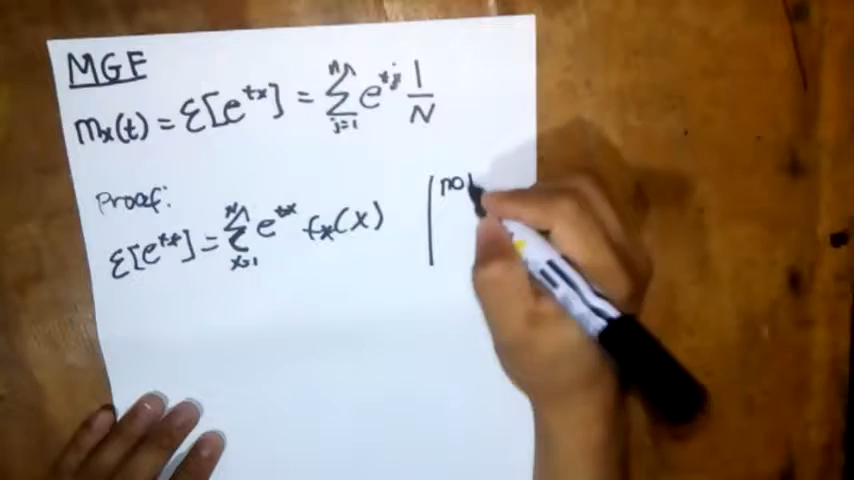 MGF
mx(t) = ε[e^tx] = Σ_{j=1}^{N} e^tj 1/N
Proof:
ε[e^tx] = Σ_{x=1}^{N} e^tx fx(x)
no